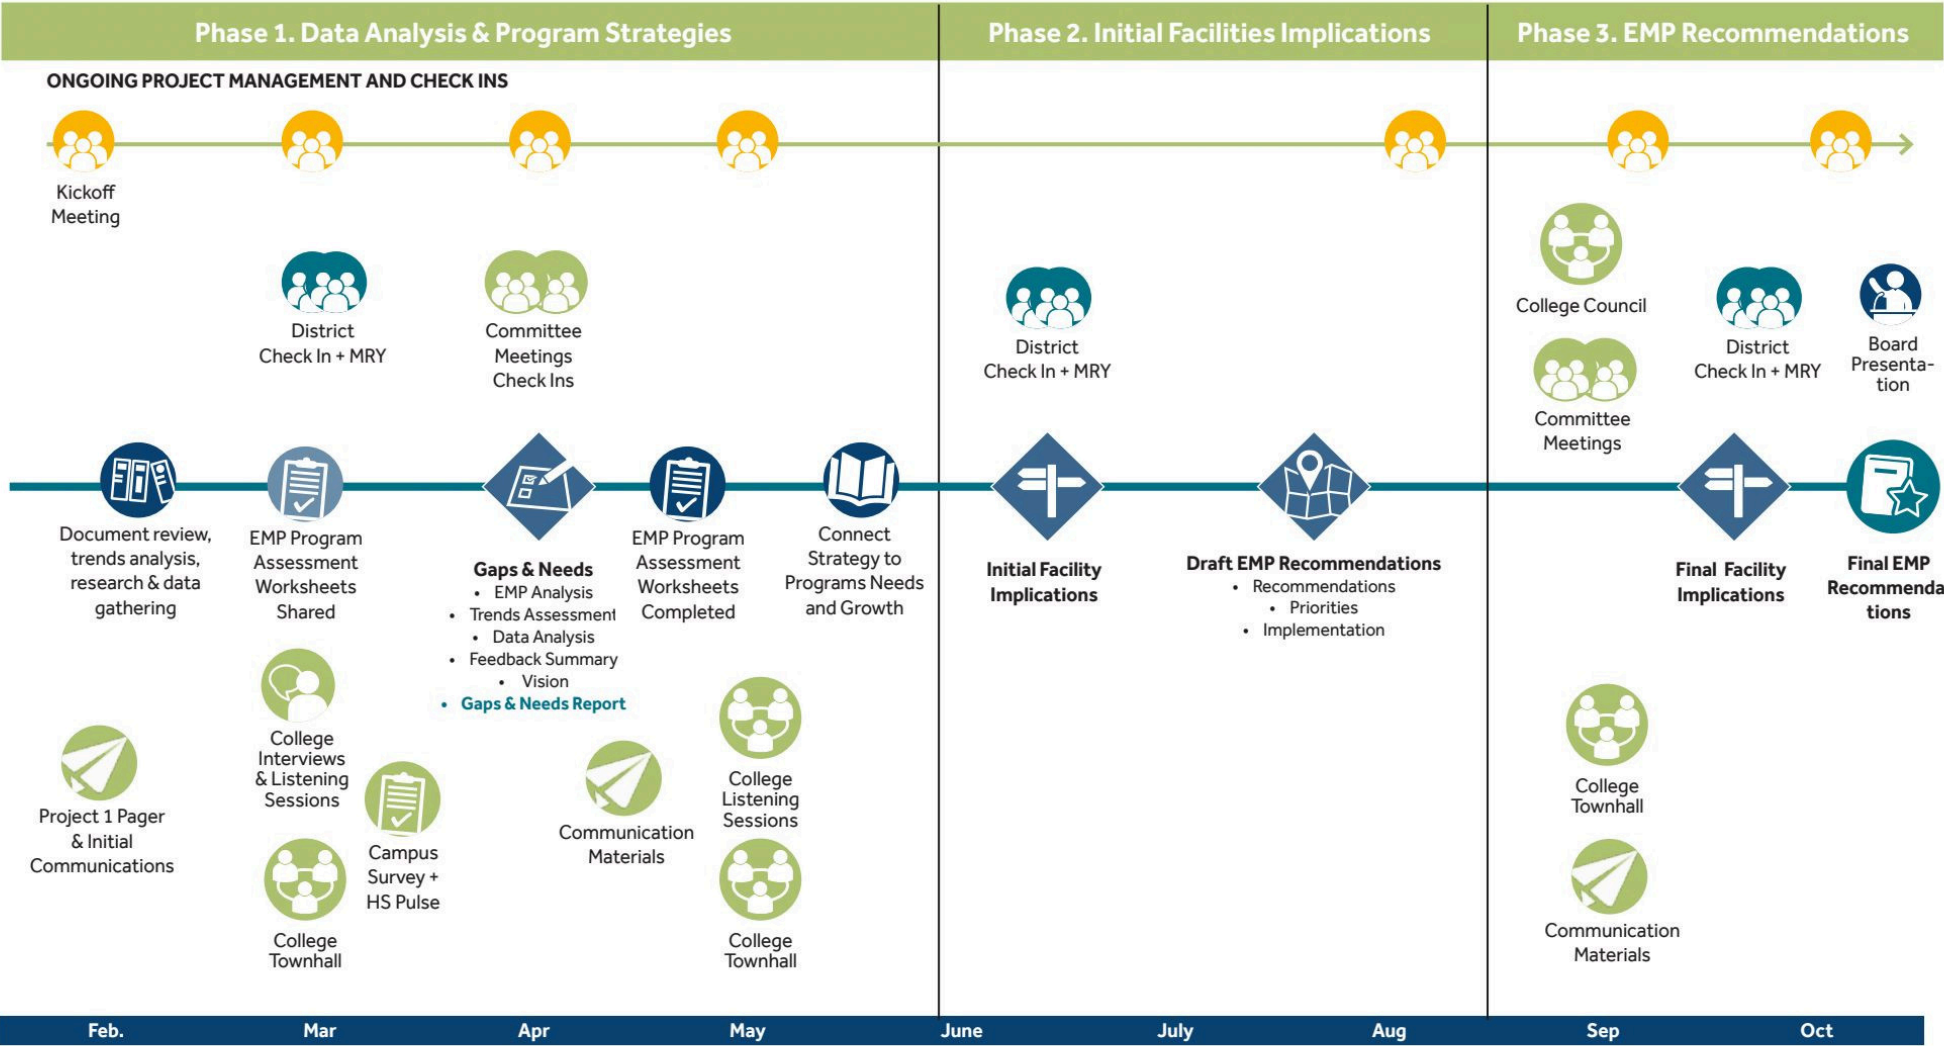 Phase 1. Data Analysis & Program Strategies
Phase 2. Initial Facilities Implications
Phase 3. EMP Recommendations
ONGOING PROJECT MANAGEMENT AND CHECK INS
Kickoff
Meeting
District
Check In + MRY
Committee
Meetings
Check Ins
District
Check In + MRY
College Council
Committee
Meetings
District
Check In + MRY
Board
Presenta-
tion
Document review,
trends analysis,
research & data
gathering
EMP Program
Assessment
Worksheets
Shared
Gaps & Needs
• EMP Analysis
• Trends Assessment
• Data Analysis
• Feedback Summary
• Vision
• Gaps & Needs Report
EMP Program
Assessment
Worksheets
Completed
Connect
Strategy to
Programs Needs
and Growth
Initial Facility
Implications
Draft EMP Recommendations
• Recommendations
• Priorities
• Implementation
Final Facility
Implications
Final EMP
Recommenda
tions
Project 1 Pager
& Initial
Communications
College
Interviews
& Listening
Sessions
College
Townhall
Campus
Survey +
HS Pulse
Communication
Materials
College
Listening
Sessions
College
Townhall
College
Townhall
Communication
Materials
Feb.
Mar
Apr
May
June
July
Aug
Sep
Oct